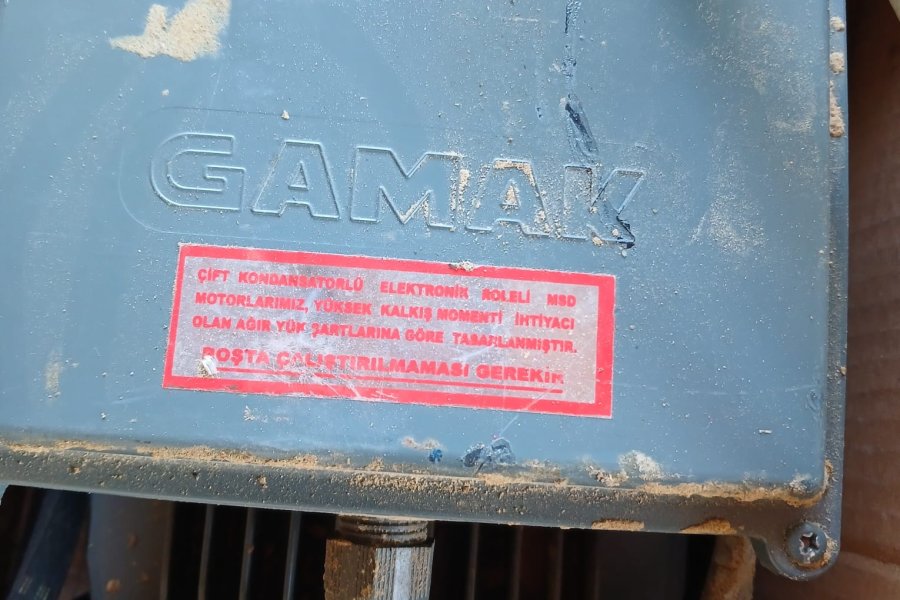 GAMAK
ÇİFT KONDANSATÖRLÜ ELEKTRONİK ROLELİ MSD
MOTORLARIMIZ, YÜKSEK KALKIŞ MOMENTİ İHTİYACI
OLAN AĞIR YÜK ŞARTLARINA GÖRE TASARLANMIŞTIR.
BOŞTA ÇALIŞTIRILMAMASI GEREKİR